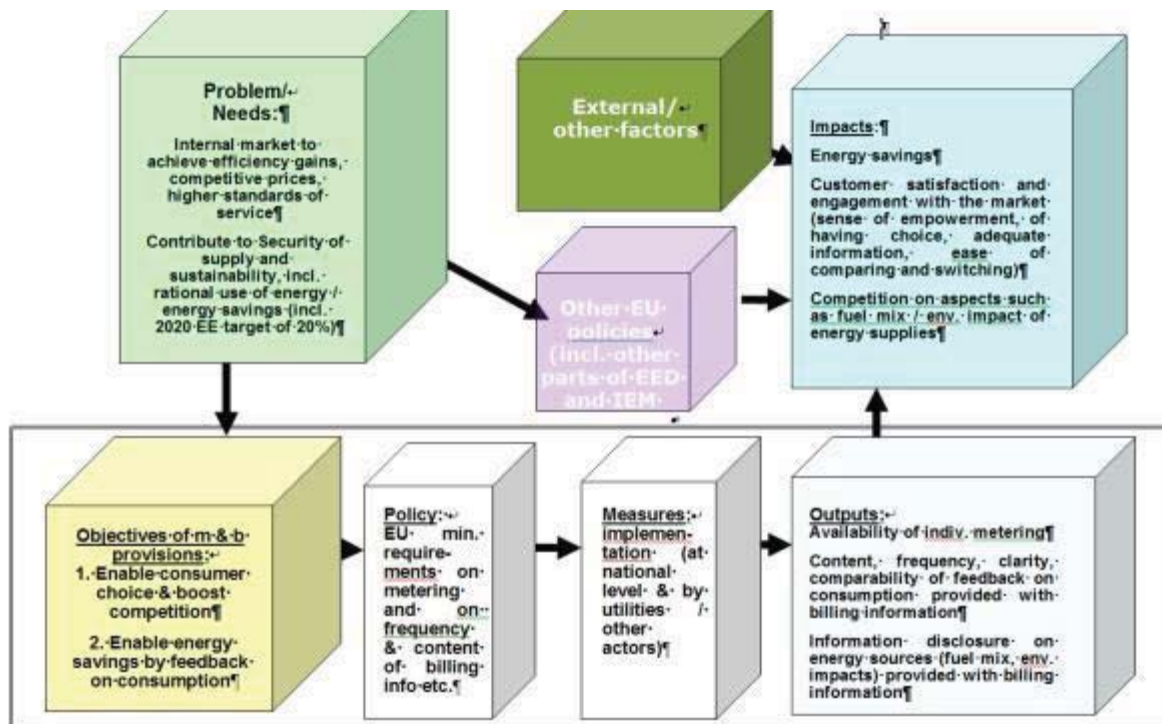 Problem/
Needs:¶
Internal·market·to
achieve·efficiency·gains,·
competitive·prices,·
higher·standards·of·
service¶
Contribute·to·Security·of·
supply·and·
sustainability,·incl.·
rational·use·of·energy·/·
energy·savings·(incl.·
2020·EE·target·of·20%)¶
External/
other·factors¶
Other·EU·
policies
(incl.·other·
parts·of·EED·
and·IEM·
Impacts:¶
Energy·savings¶
Customer· satisfaction· and·
engagement· with· the· market·
(sense· of· empowerment,· of·
having· choice,· adequate·
information,· ease· of·
comparing·and·switching)¶
Competition·on·aspects·such·
as·fuel·mix·/·env.·impact·of·
energy·supplies¶
Objectives·of·m·&·b·
provisions:
1.·Enable·consumer·
choice·&·boost·
competition¶
2.·Enable·energy·
savings·by·feedback·
on·consumption¶
Policy:
EU· min.·
require-
ments· on·
metering·
and· on·
frequency·
&· content·
of· billing·
info·etc.¶
Measures:
implemen-
tation· (at·
national·
level· &· by·
utilities· /·
other·
actors)¶
Outputs:
Availability·of·indiv.·metering¶
Content,· frequency,· clarity,·
comparability· of· feedback· on·
consumption· provided· with·
billing·information¶
Information· disclosure· on·
energy·sources·(fuel·mix,·env.·
impacts)·provided·with·billing·
information¶